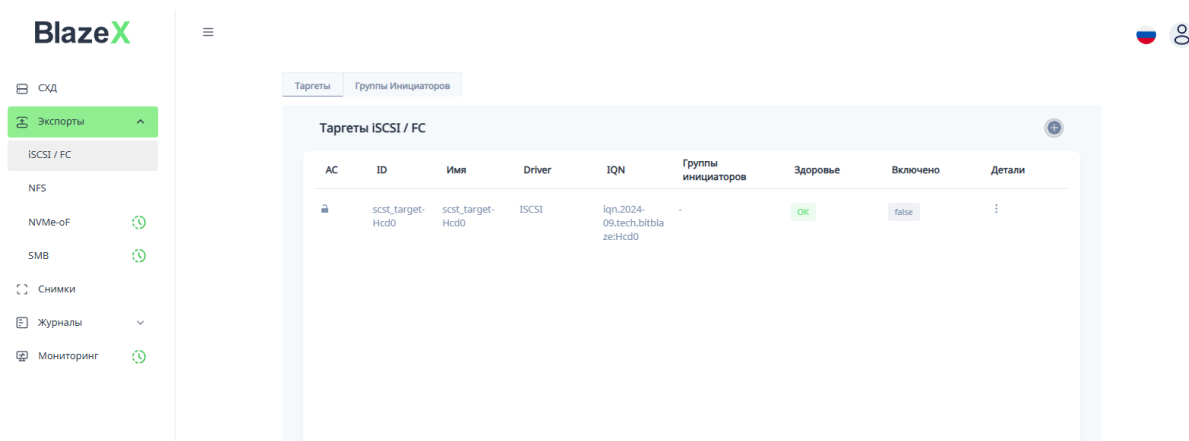 BlazeX
СХД
Экспорты
iSCSI / FC
NFS
NVMe-oF
SMB
Снимки
Журналы
Мониторинг
Таргеты Группы Инициаторов
Таргеты iSCSI / FC
AC ID Имя Driver IQN Группы инициаторов Здоровье Включено Детали
scst_target- scst_target- ISCSI iqn.2024- - OK false
Hcd0 Hcd0 09.tech.bitbla
ze:Hcd0